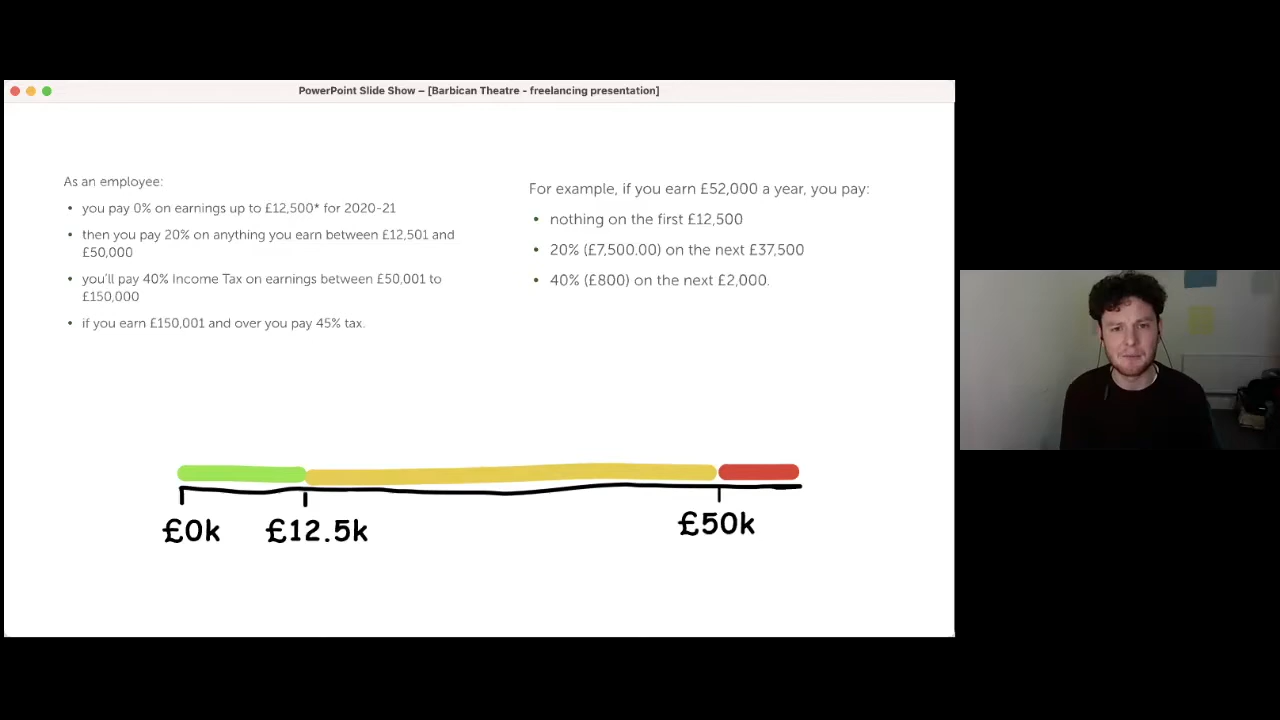 PowerPoint Slide Show – [Barbican Theatre - freelancing presentation]
As an employee:
• you pay 0% on earnings up to £12,500* for 2020-21
• then you pay 20% on anything you earn between £12,501 and
£50,000
• you'll pay 40% Income Tax on earnings between £50,001 to
£150,000
• if you earn £150,001 and over you pay 45% tax.
For example, if you earn £52,000 a year, you pay:
• nothing on the first £12,500
• 20% (£7,500.00) on the next £37,500
• 40% (£800) on the next £2,000.
£0k
£12.5k
£50k